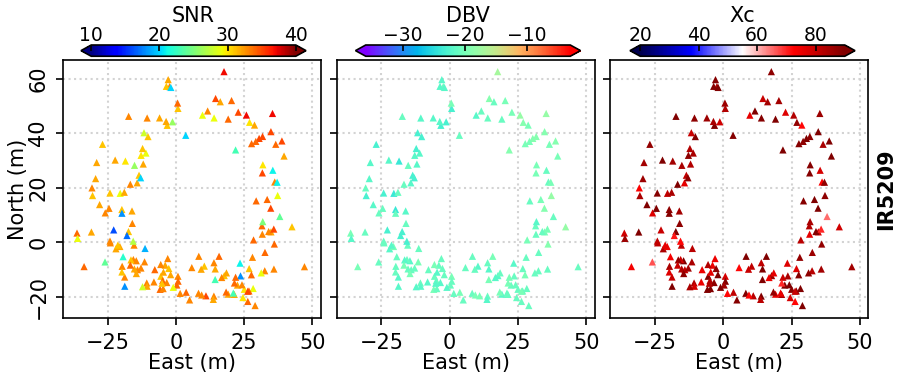 SNR DBV Xc
10 20 30 40 −30 −20 −10 20 40 60 80
60
40
20
0
−20
North (m)
IR5209
−25 0 25 50 −25 0 25 50 −25 0 25 50
East (m) East (m) East (m)